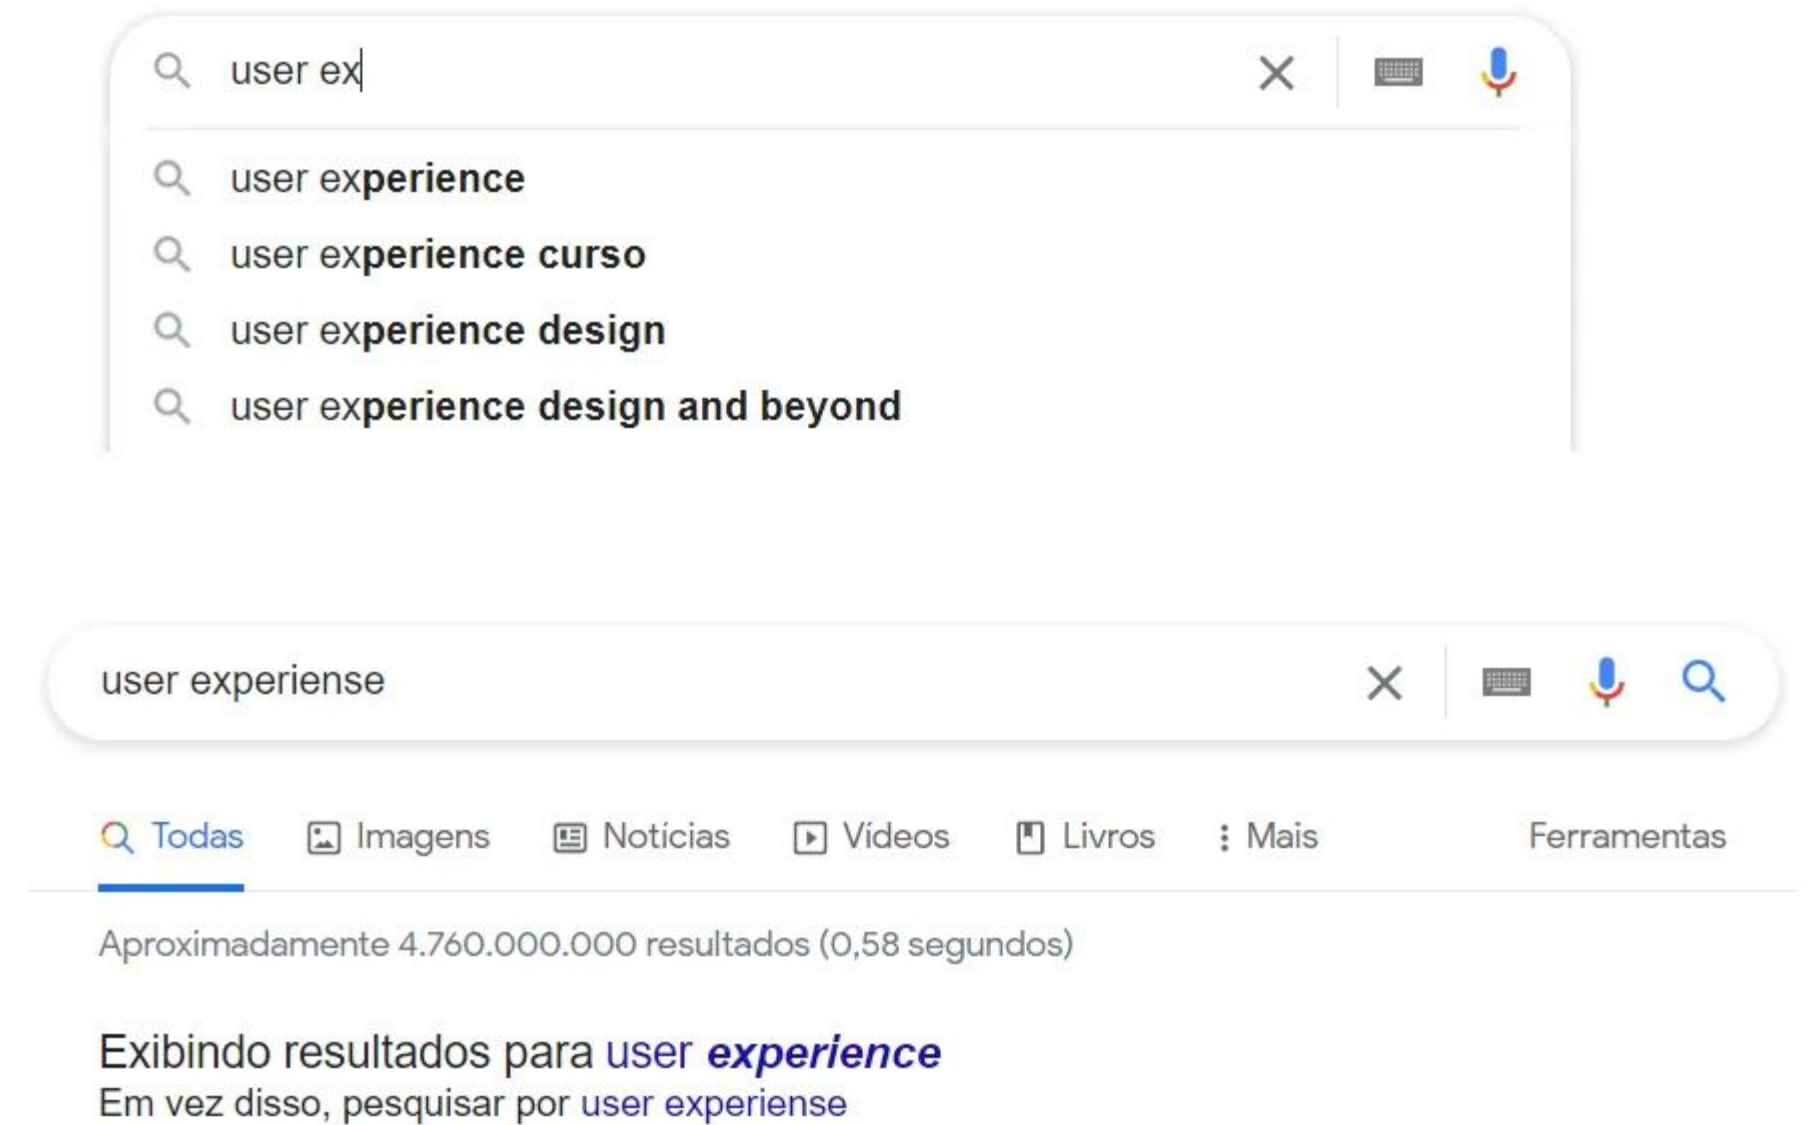 user ex
user experience
user experience curso
user experience design
user experience design and beyond
user experiense
Todas Imagens Notícias Vídeos Livros Mais Ferramentas
Aproximadamente 4.760.000.000 resultados (0,58 segundos)
Exibindo resultados para user experience
Em vez disso, pesquisar por user experiense